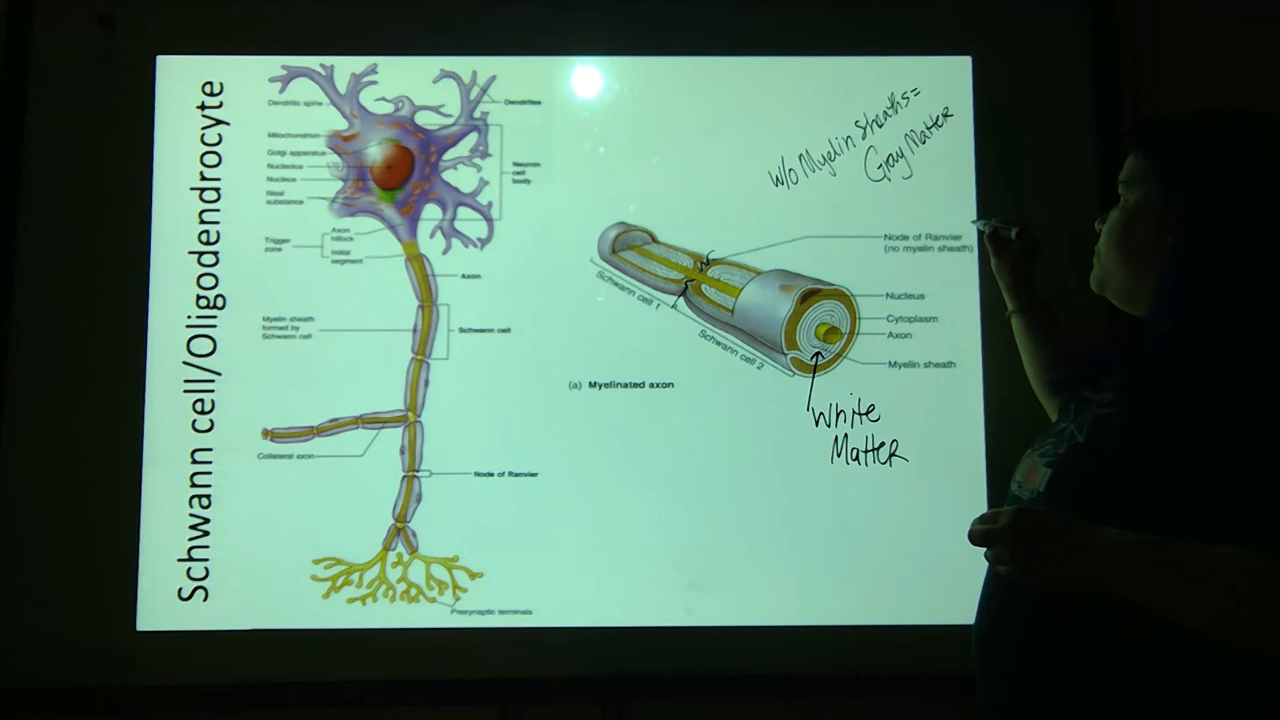 Schwann cell/Oligodendrocyte
Dendritic spine
Dendrites
Mitochondrion
Golgi apparatus
Nucleolus
Nucleus
Nissl
substance
Neuron
cell
body
Trigger
zone
Axon
hillock
Initial
segment
Axon
Myelin sheath
formed by
Schwann cell
Schwann cell
Collateral axon
Node of Ranvier
Presynaptic terminals
w/o Myelin Sheaths=
Gray Matter
Node of Ranvier
(no myelin sheath)
Schwann cell 1
Schwann cell 2
Nucleus
Cytoplasm
Axon
Myelin sheath
(a) Myelinated axon
White
Matter